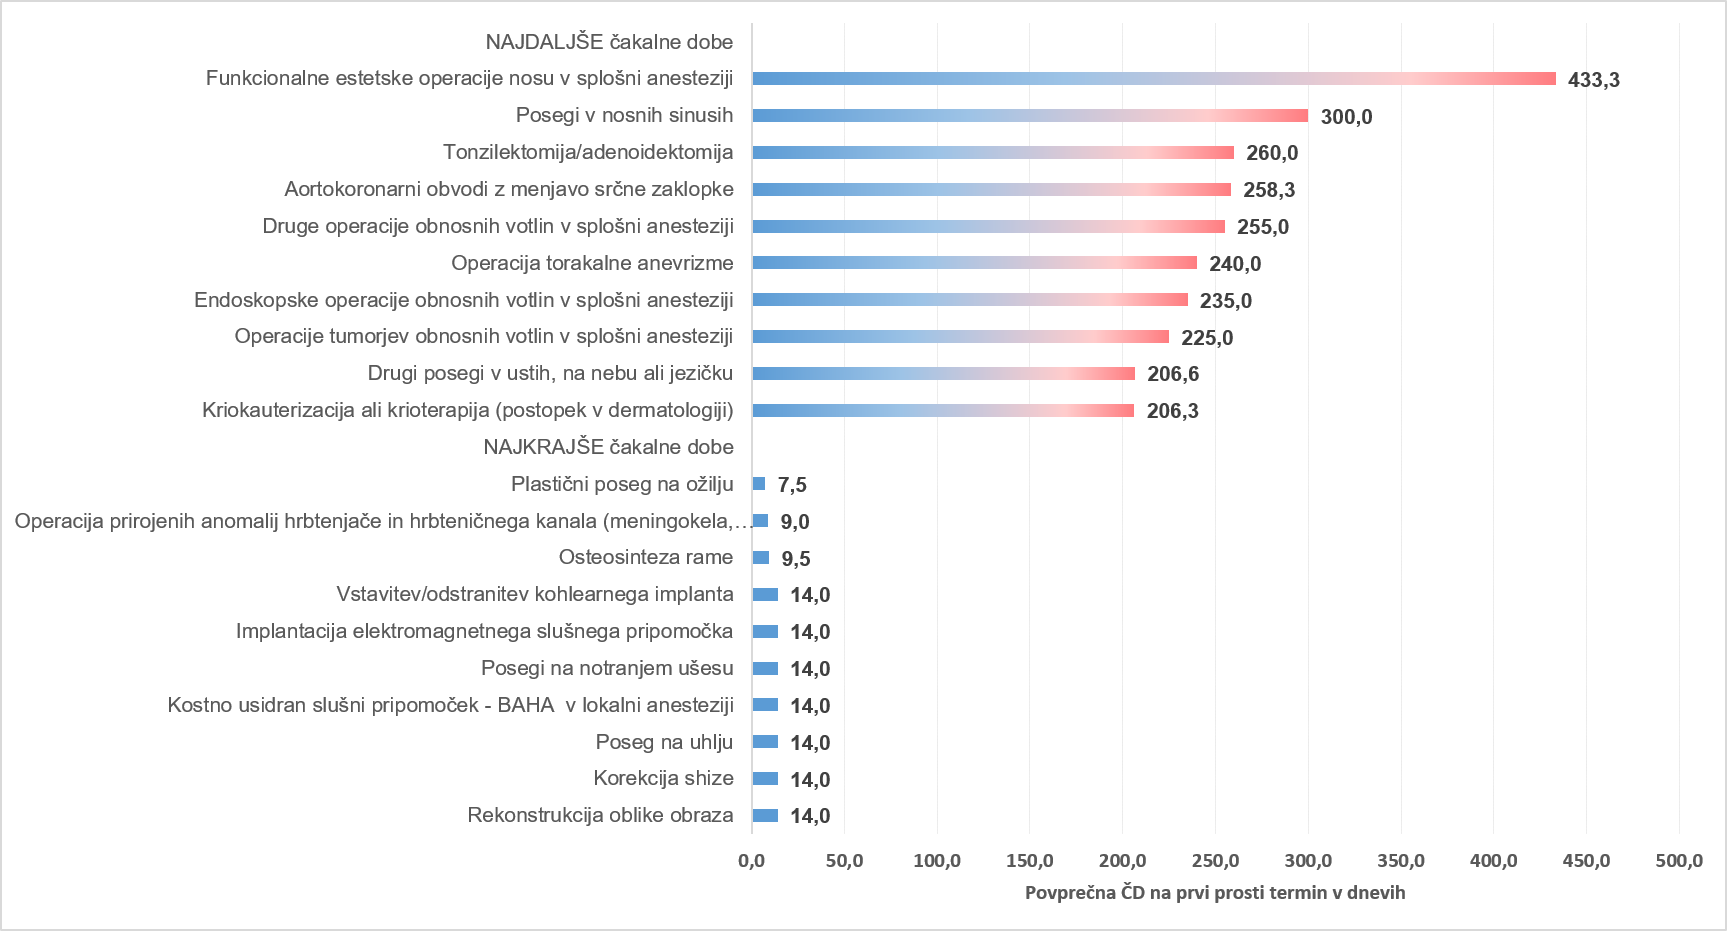 NAJDALJŠE čakalne dobe
Funkcionalne estetske operacije nosu v splošni anesteziji 433,3
Posegi v nosnih sinusih 300,0
Tonzilektomija/adenoidektomija 260,0
Aortokoronarni obvodi z menjavo srčne zaklopke 258,3
Druge operacije obnosnih votlin v splošni anesteziji 255,0
Operacija torakalne anevrizme 240,0
Endoskopske operacije obnosnih votlin v splošni anesteziji 235,0
Operacije tumorjev obnosnih votlin v splošni anesteziji 225,0
Drugi posegi v ustih, na nebu ali jezičku 206,6
Kriokauterizacija ali krioterapija (postopek v dermatologiji) 206,3
NAJKRAJŠE čakalne dobe
Plastični poseg na ožilju 7,5
Operacija prirojenih anomalij hrbtenjače in hrbteničnega kanala (meningokela,… 9,0
Osteosinteza rame 9,5
Vstavitev/odstranitev kohlearnega implanta 14,0
Implantacija elektromagnetnega slušnega pripomočka 14,0
Posegi na notranjem ušesu 14,0
Kostno usidran slušni pripomoček - BAHA  v lokalni anesteziji 14,0
Poseg na uhlju 14,0
Korekcija shize 14,0
Rekonstrukcija oblike obraza 14,0
0,0 50,0 100,0 150,0 200,0 250,0 300,0 350,0 400,0 450,0 500,0
Povprečna ČD na prvi prosti termin v dnevih